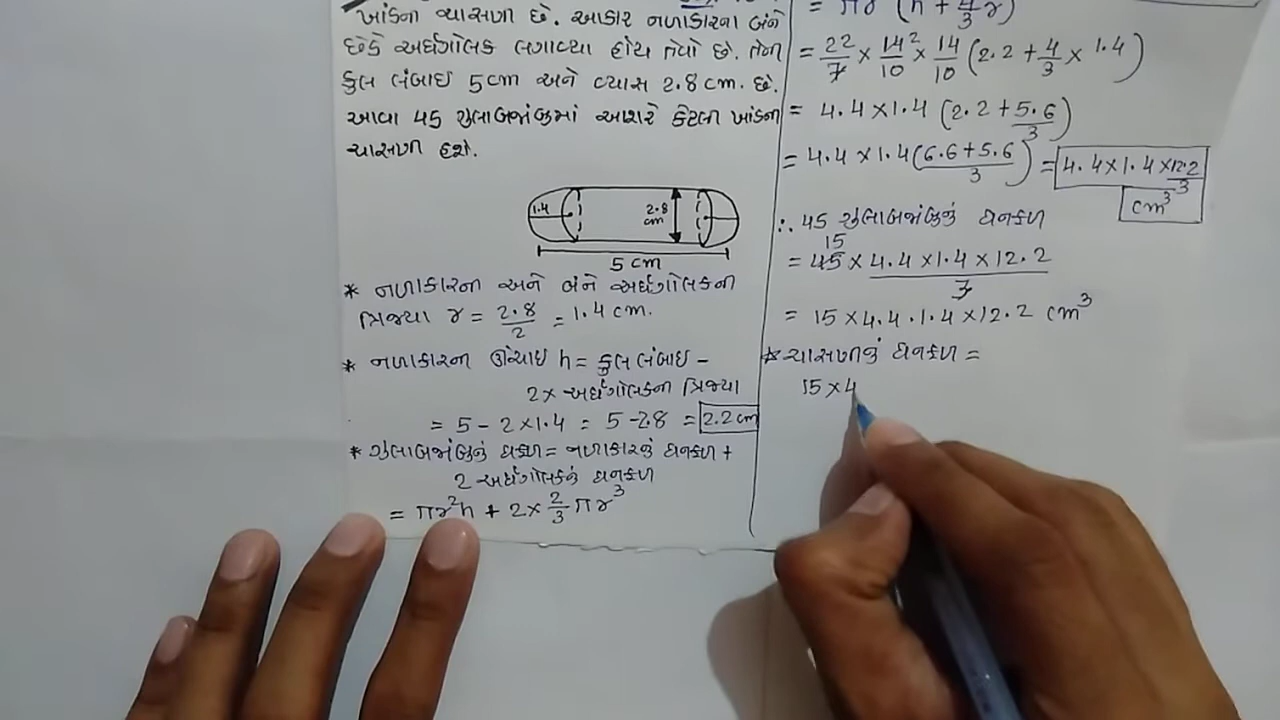 ખાંડની ચાસણી છે. આકાર નળાકારના બંને
છેડે અર્ધગોલક લગાવ્યા હોય તેવો છે. તેની
કુલ લંબાઈ 5cm અને વ્યાસ 2.8 cm. છે.
આવા 45 ગુલાબજાંબુમાં આશરે કેટલી ખાંડની
ચાસણી હશે.
1.4
2.8 cm
5 cm
* નળાકારની અને બંને અર્ધગોલકની
ત્રિજ્યા r = 2.8/2 = 1.4 cm.
* નળાકારની ઊંચાઈ h = કુલ લંબાઈ -
2x અર્ધગોલકની ત્રિજ્યા
= 5 - 2 x 1.4 = 5 - 2.8 = 2.2 cm
* ગુલાબજાંબુનું ઘનફળ = નળાકારનું ઘનફળ +
2 અર્ધગોલકનું ઘનફળ
= πr²h + 2 x 2/3 πr³
= πr² (h + 4/3 r)
= 22/7 x 14²/10 x 14/10 (2.2 + 4/3 x 1.4)
= 4.4 x 1.4 (2.2 + 5.6/3)
= 4.4 x 1.4 (6.6 + 5.6/3) = 4.4 x 1.4 x 12.2/3
cm³
∴ 45 ગુલાબજાંબુનું ઘનફળ
15
= 45 x 4.4 x 1.4 x 12.2/3
= 15 x 4.4 . 1.4 x 12.2 cm³
* ચાસણીનું ઘનફળ =
15 x 4